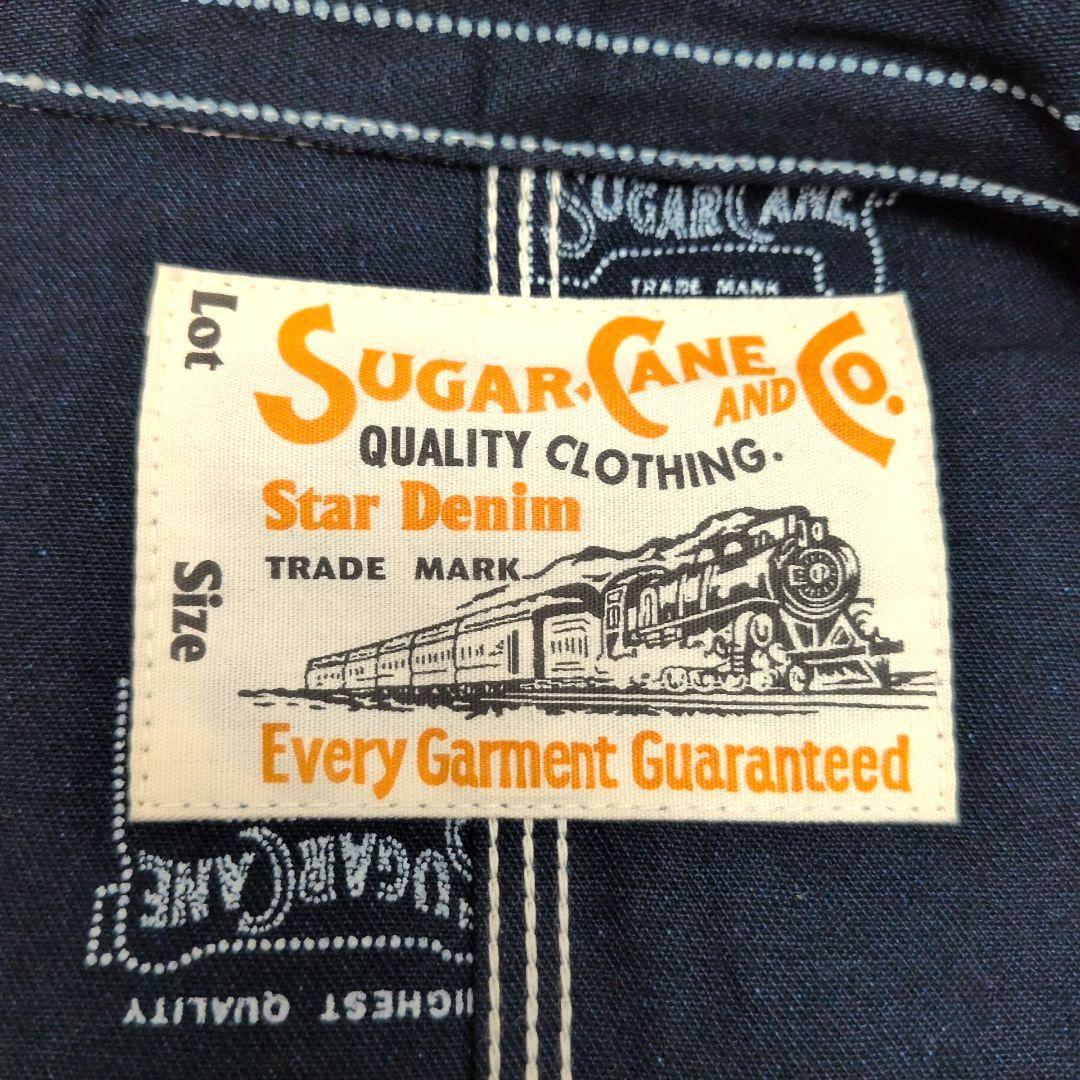 SUGAR CANE
TRADE MARK
Lot
Size
SUGAR-CANE AND CO.
QUALITY CLOTHING.
Star Denim
TRADE MARK
Every Garment Guaranteed
SUGAR CANE
HIGHEST QUALITY